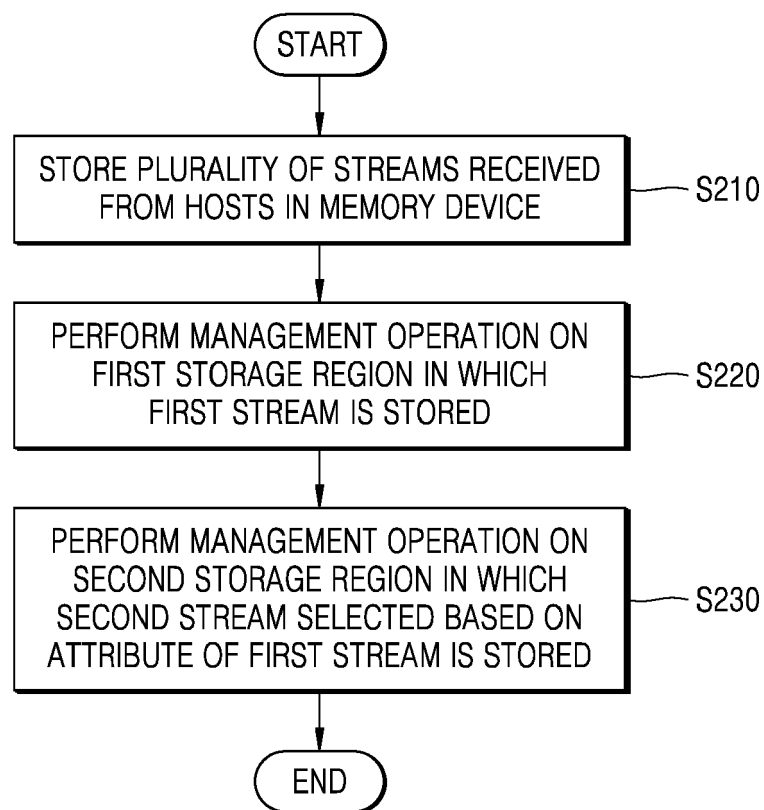 START
STORE PLURALITY OF STREAMS RECEIVED
FROM HOSTS IN MEMORY DEVICE
S210
PERFORM MANAGEMENT OPERATION ON
FIRST STORAGE REGION IN WHICH
FIRST STREAM IS STORED
S220
PERFORM MANAGEMENT OPERATION ON
SECOND STORAGE REGION IN WHICH
SECOND STREAM SELECTED BASED ON
ATTRIBUTE OF FIRST STREAM IS STORED
S230
END